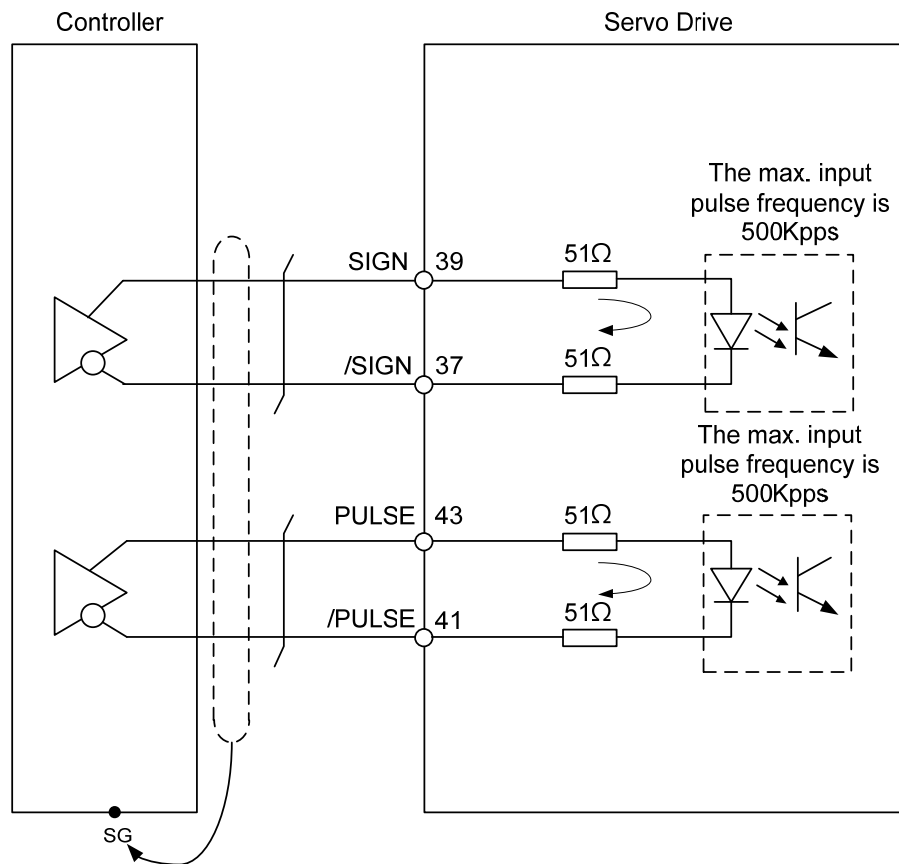 Controller
Servo Drive
The max. input
pulse frequency is
500Kpps
SIGN 39
51Ω
/SIGN 37
51Ω
The max. input
pulse frequency is
500Kpps
PULSE 43
51Ω
/PULSE 41
51Ω
SG